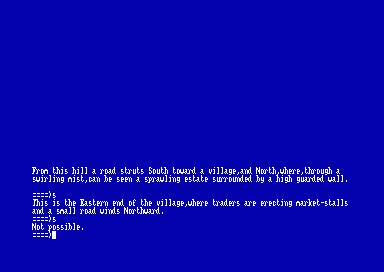 From this hill a road struts South toward a village,and North,where,through a
swirling mist,can be seen a sprawling estate surrounded by a high guarded wall.
====)s
This is the Eastern end of the village,where traders are erecting market-stalls
and a small road winds Northward.
====)s
Not possible.
====)